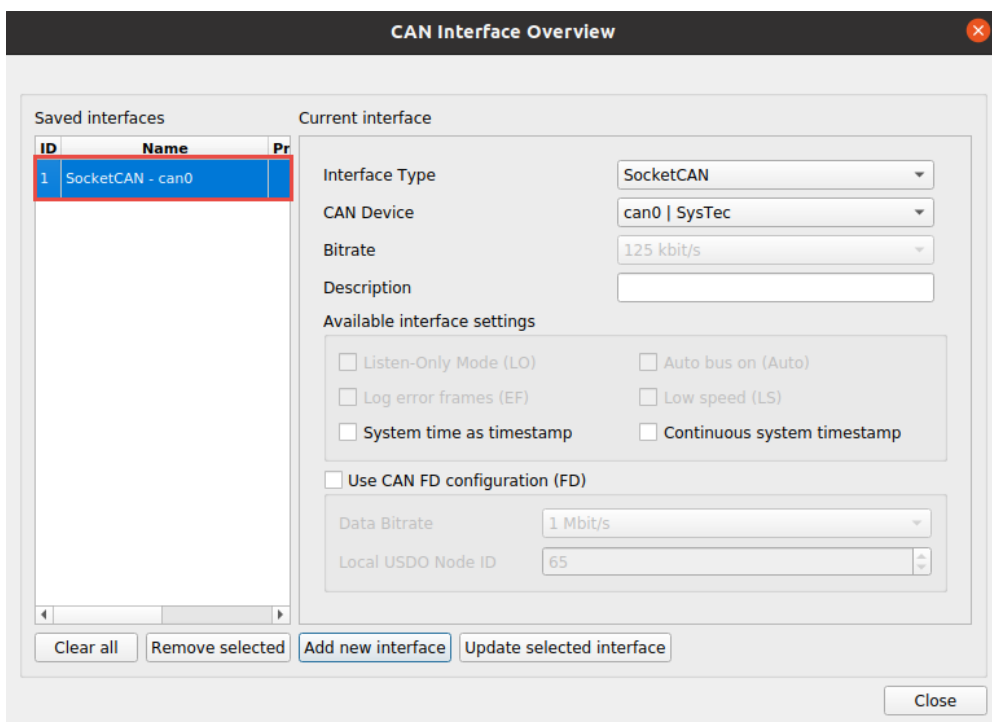 CAN Interface Overview
Saved interfaces
Current interface
ID Name Pr
1 SocketCAN - can0
Interface Type SocketCAN
CAN Device can0 | SysTec
Bitrate 125 kbit/s
Description
Available interface settings
Listen-Only Mode (LO) Auto bus on (Auto)
Log error frames (EF) Low speed (LS)
System time as timestamp Continuous system timestamp
Use CAN FD configuration (FD)
Data Bitrate 1 Mbit/s
Local USDO Node ID 65
Clear all Remove selected Add new interface Update selected interface
Close